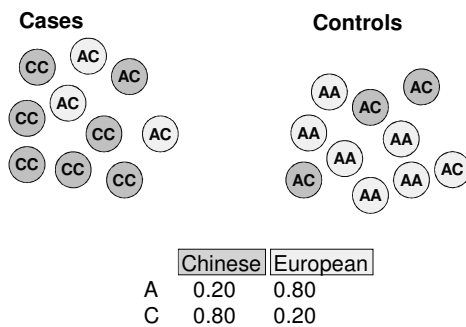 Cases
Controls
CC
AC
AC
CC
AC
CC
AC
CC
CC
CC
AA
AC
AC
AA
AA
AA
AC
AA
AA
AC
Chinese European
A 0.20 0.80
C 0.80 0.20